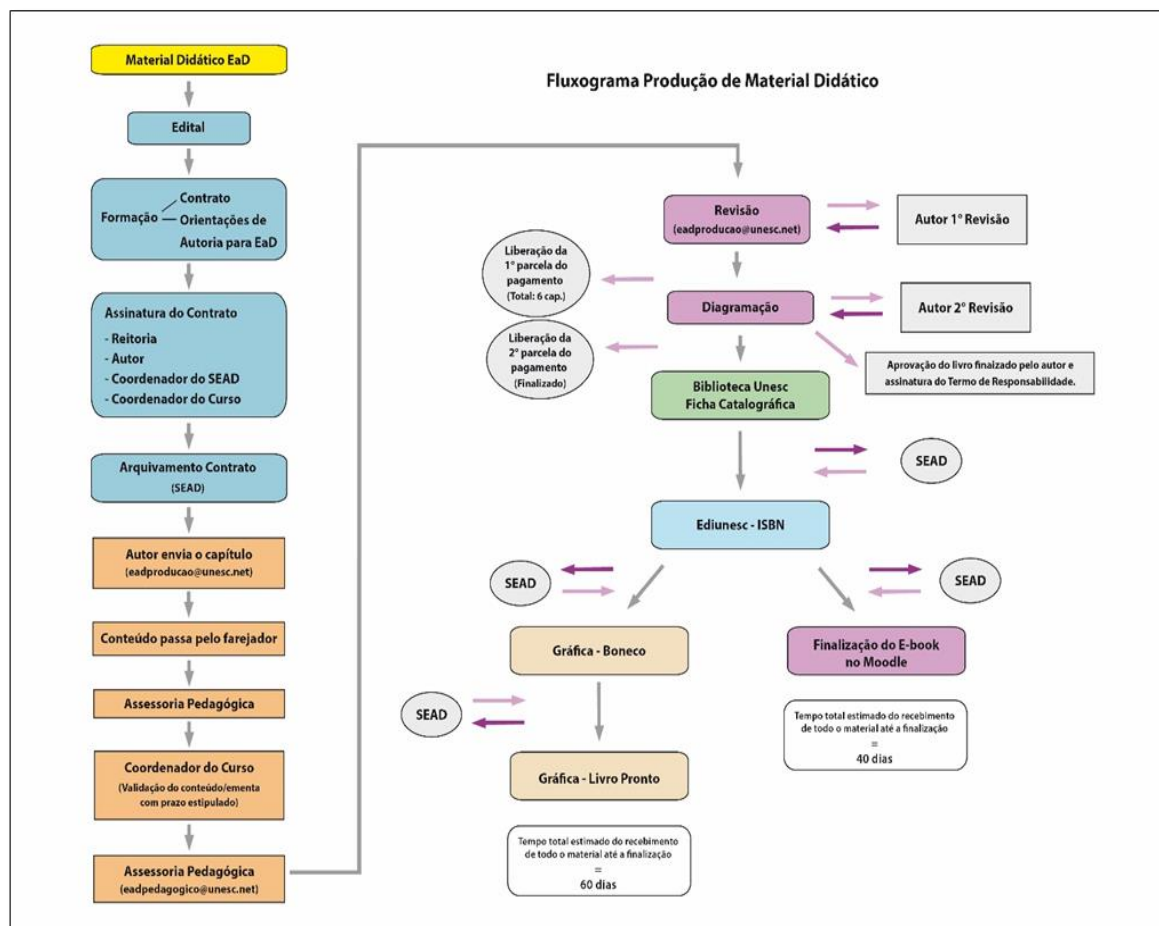 Material Didático EaD
Fluxograma Produção de Material Didático
Edital
Formação
Contrato
Orientações de
Autoria para EaD
Assinatura do Contrato
- Reitoria
- Autor
- Coordenador do SEAD
- Coordenador do Curso
Arquivamento Contrato
(SEAD)
Autor envia o capítulo
(eadproducao@unesc.net)
Conteúdo passa pelo farejador
Assessoria Pedagógica
Coordenador do Curso
(Validação do conteúdo/ementa
com prazo estipulado)
Assessoria Pedagógica
(eadpedagogico@unesc.net)
Revisão
(eadproducao@unesc.net)
Autor 1° Revisão
Liberação da
1° parcela do
pagamento
(Total: 6 cap.)
Diagramação
Autor 2° Revisão
Liberação da
2° parcela do
pagamento
(Finalizado)
Aprovação do livro finaizado pelo autor e
assinatura do Termo de Responsabilidade.
Biblioteca Unesc
Ficha Catalográfica
SEAD
Ediunesc - ISBN
SEAD
SEAD
Gráfica - Boneco
Finalização do E-book
no Moodle
SEAD
Tempo total estimado do recebimento
de todo o material até a finalização
=
40 dias
Gráfica - Livro Pronto
Tempo total estimado do recebimento
de todo o material até a finalização
=
60 dias